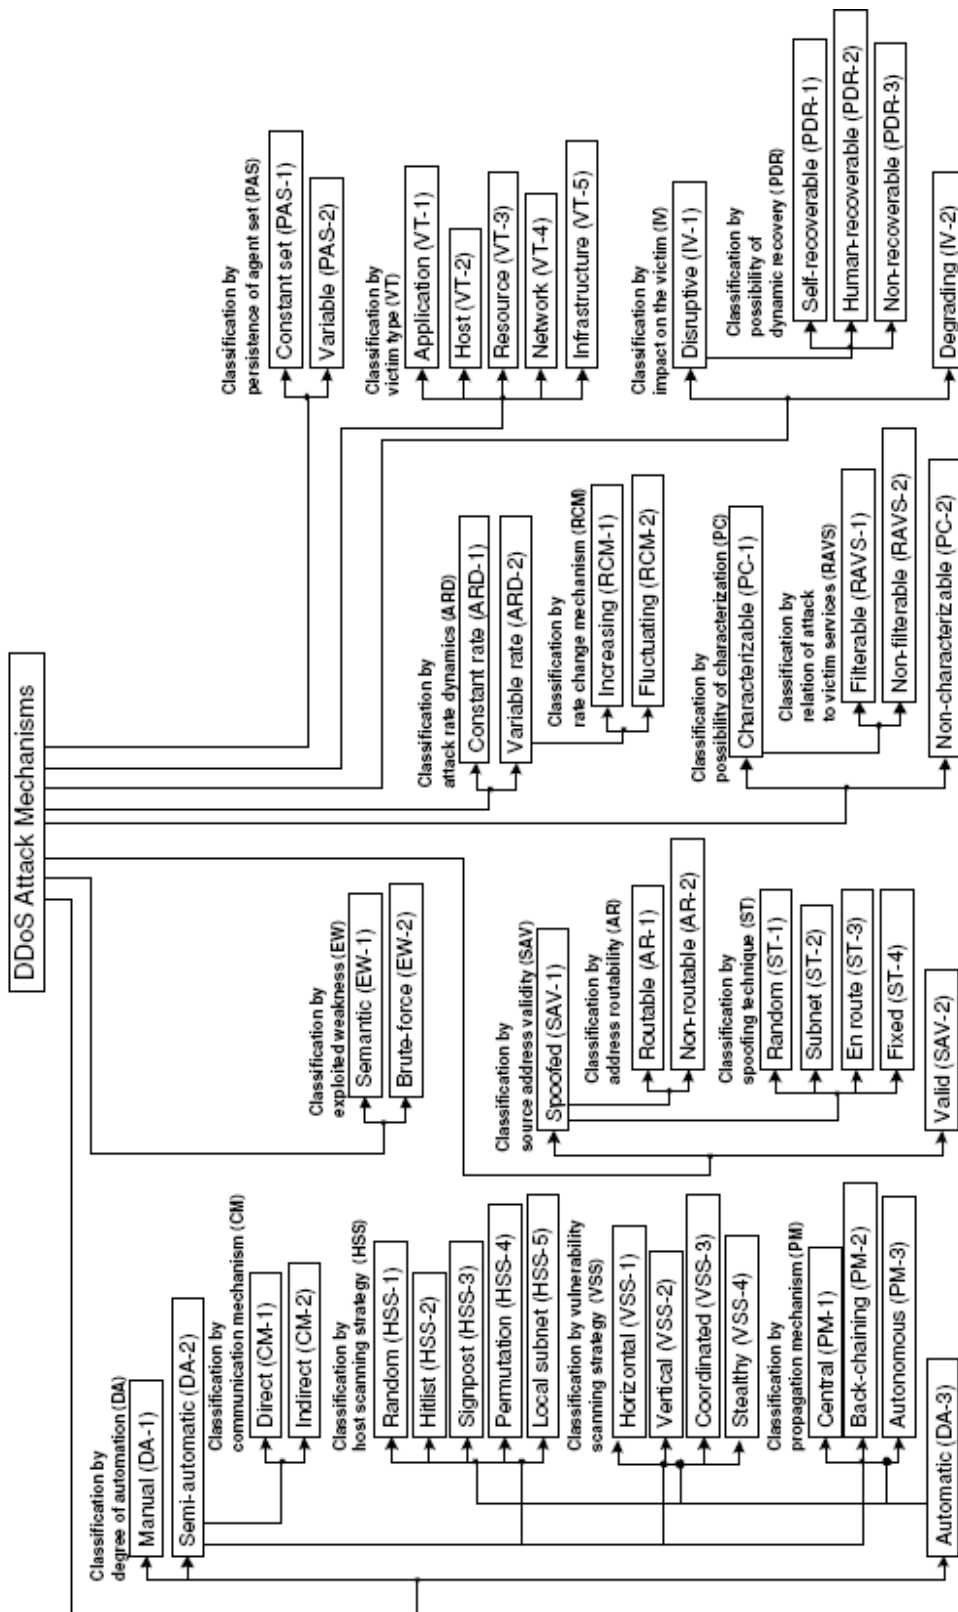 DDoS Attack Mechanisms
Classification by
degree of automation (DA)
Manual (DA-1)
Semi-automatic (DA-2)
Classification by
communication mechanism (CM)
Direct (CM-1)
Indirect (CM-2)
Classification by
host scanning strategy (HSS)
Random (HSS-1)
Hitlist (HSS-2)
Signpost (HSS-3)
Permutation (HSS-4)
Local subnet (HSS-5)
Classification by vulnerability
scanning strategy (VSS)
Horizontal (VSS-1)
Vertical (VSS-2)
Coordinated (VSS-3)
Stealthy (VSS-4)
Classification by
propagation mechanism (PM)
Central (PM-1)
Back-chaining (PM-2)
Autonomous (PM-3)
Automatic (DA-3)
Classification by
exploited weakness (EW)
Semantic (EW-1)
Brute-force (EW-2)
Classification by
source address validity (SAV)
Spoofed (SAV-1)
Classification by
address routability (AR)
Routable (AR-1)
Non-routable (AR-2)
Classification by
spoofing technique (ST)
Random (ST-1)
Subnet (ST-2)
En route (ST-3)
Fixed (ST-4)
Valid (SAV-2)
Classification by
attack rate dynamics (ARD)
Constant rate (ARD-1)
Variable rate (ARD-2)
Classification by
rate change mechanism (RCM)
Increasing (RCM-1)
Fluctuating (RCM-2)
Classification by
possibility of characterization (PC)
Characterizable (PC-1)
Classification by
relation of attack
to victim services (RAVS)
Filterable (RAVS-1)
Non-filterable (RAVS-2)
Non-characterizable (PC-2)
Classification by
persistence of agent set (PAS)
Constant set (PAS-1)
Variable (PAS-2)
Classification by
victim type (VT)
Application (VT-1)
Host (VT-2)
Resource (VT-3)
Network (VT-4)
Infrastructure (VT-5)
Classification by
impact on the victim (IV)
Disruptive (IV-1)
Classification by
possibility of
dynamic recovery (PDR)
Self-recoverable (PDR-1)
Human-recoverable (PDR-2)
Non-recoverable (PDR-3)
Degrading (IV-2)